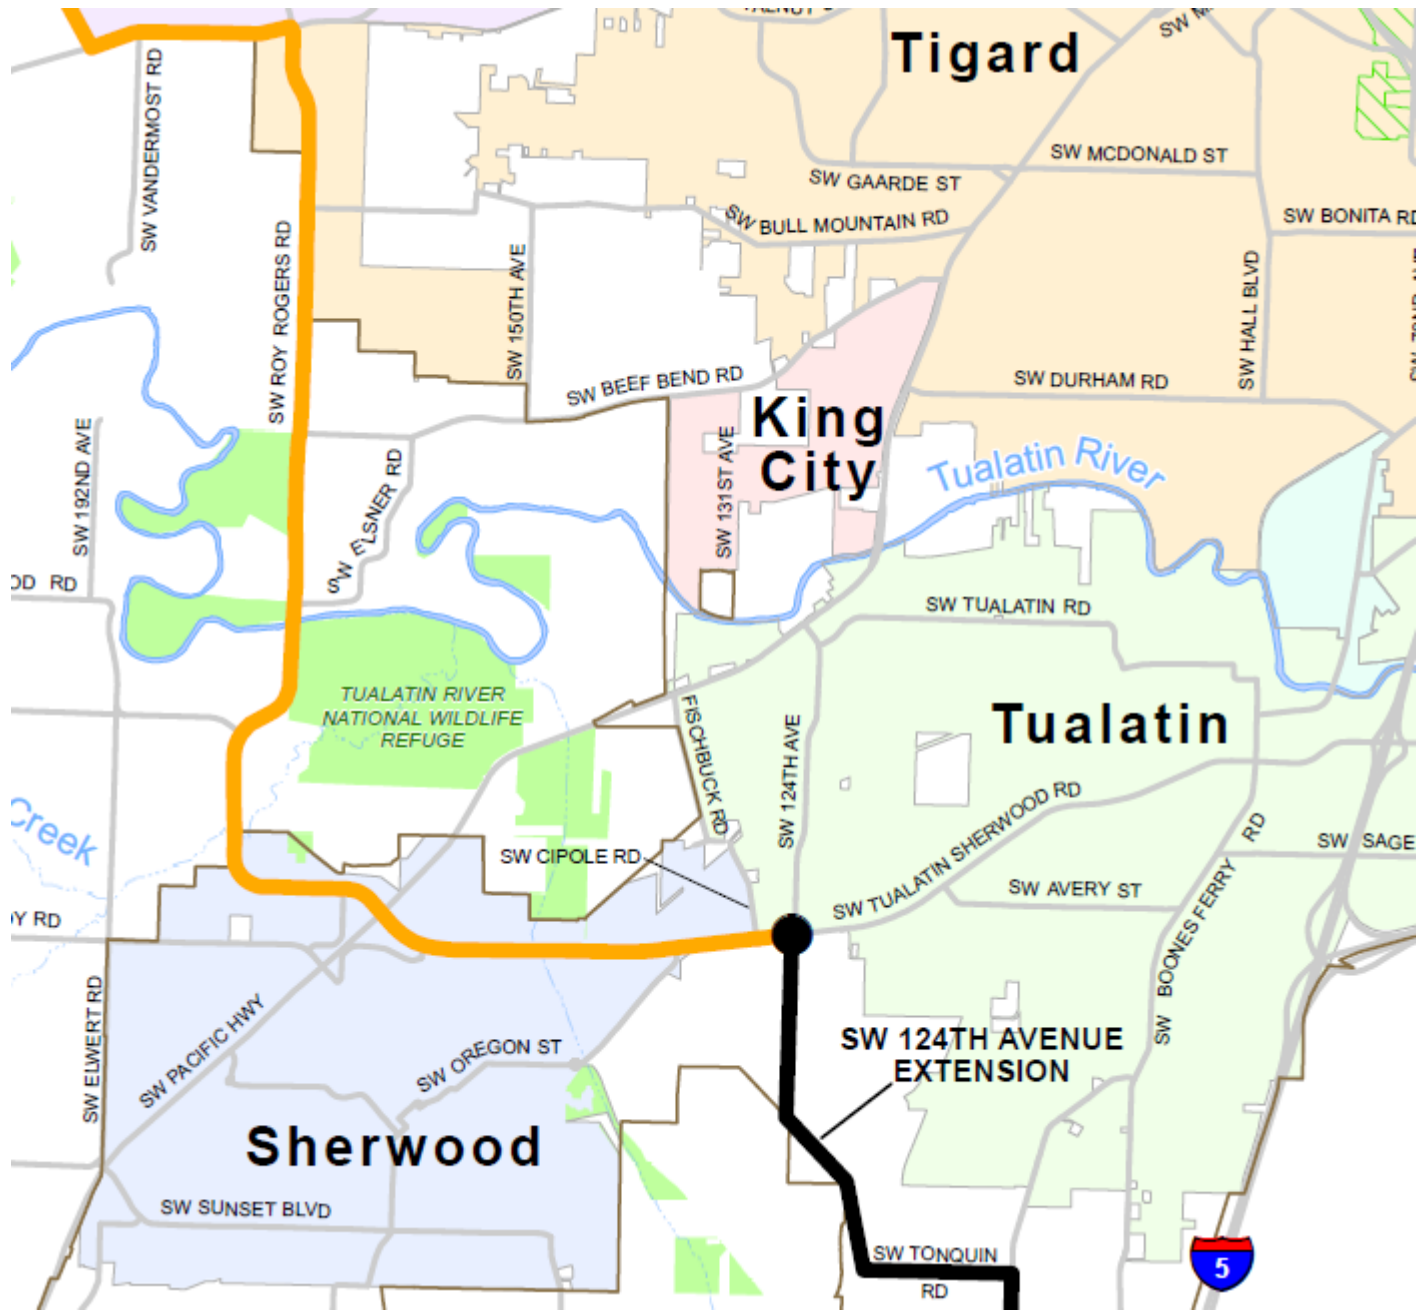 Tigard
SW VANDERMOST RD
SW MCDONALD ST
SW GAARDE ST
SW BULL MOUNTAIN RD
SW BONITA RD
SW ROY ROGERS RD
SW 150TH AVE
SW HALL BLVD
SW BEEF BEND RD
SW DURHAM RD
King
City
SW 192ND AVE
SW ELSNER RD
SW 131ST AVE
Tualatin River
OD RD
SW TUALATIN RD
TUALATIN RIVER
NATIONAL WILDLIFE
REFUGE
FISCHBUCK RD
SW 124TH AVE
Tualatin
Creek
SW CIPOLE RD
SW TUALATIN SHERWOOD RD
SW AVERY ST
SW BOONES FERRY RD
SW SAGE
OY RD
SW ELWERT RD
SW PACIFIC HWY
SW OREGON ST
SW 124TH AVENUE
EXTENSION
Sherwood
SW SUNSET BLVD
SW TONQUIN
RD
5